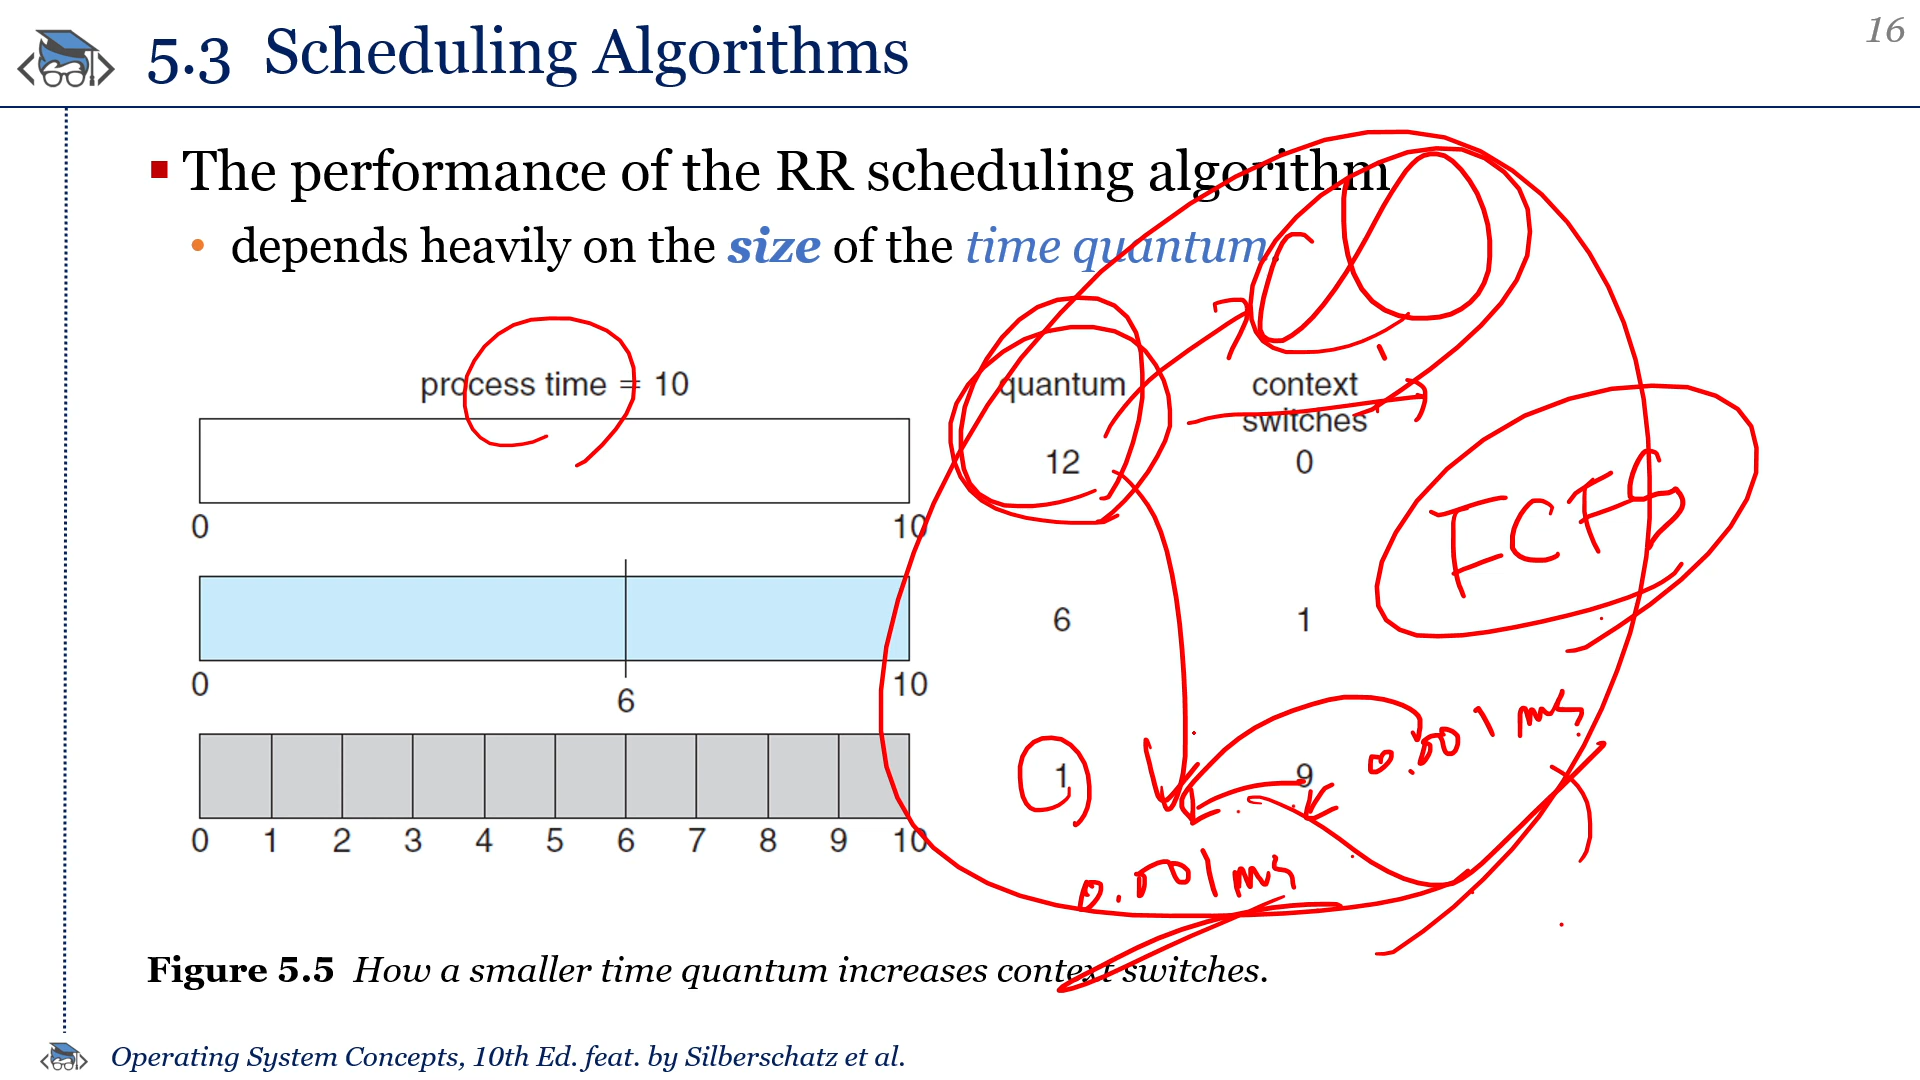 16
5.3 Scheduling Algorithms
The performance of the RR scheduling algorithm
depends heavily on the size of the time quantum.
process time = 10
quantum
context
switches
12
0
0
10
FCFS
6
1
0
6
10
0.001 ms
1
9
0 1 2 3 4 5 6 7 8 9 10
0.001 ms
Figure 5.5 How a smaller time quantum increases context switches.
Operating System Concepts, 10th Ed. feat. by Silberschatz et al.